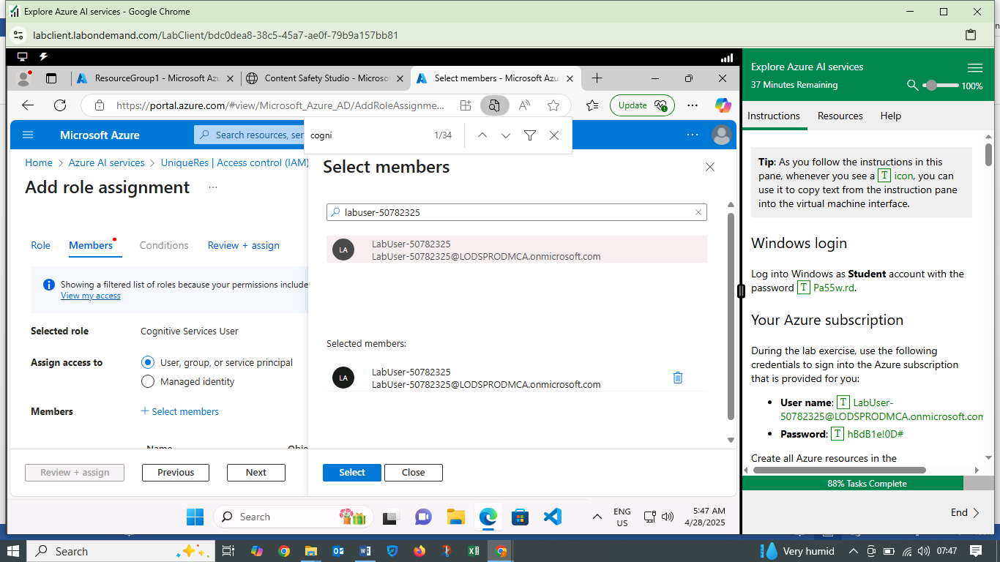 Explore Azure AI services - Google Chrome
labclient.labondemand.com/LabClient/bdc0dea8-38c5-45a7-ae0f-79b9a157bb81
ResourceGroup1 - Microsoft Azu
Content Safety Studio - Microso
Select members - Microsoft Azu
https://portal.azure.com/#view/Microsoft_Azure_AD/AddRoleAssignme...
Update
cogni
1/34
Microsoft Azure
Search resources, ser
Home > Azure AI services > UniqueRes | Access control (IAM)
Add role assignment
...
Role
Members
Conditions
Review + assign
Showing a filtered list of roles because your permissions include
View my access
Selected role
Cognitive Services User
Assign access to
User, group, or service principal
Managed identity
Members
+ Select members
Name
Obje
Review + assign
Previous
Next
Select members
labuser-50782325
LA
LabUser-50782325
LabUser-50782325@LODSPRODMCA.onmicrosoft.com
Selected members:
LA
LabUser-50782325
LabUser-50782325@LODSPRODMCA.onmicrosoft.com
Select
Close
Search
ENG
US
5:47 AM
4/28/2025
Explore Azure AI services
37 Minutes Remaining
100%
Instructions
Resources
Help
Tip: As you follow the instructions in this
pane, whenever you see a T icon, you can
use it to copy text from the instruction pane
into the virtual machine interface.
Windows login
Log into Windows as Student account with the
password T Pa55w.rd.
Your Azure subscription
During the lab exercise, use the following
credentials to sign into the Azure subscription
that is provided for you:
• User name: T LabUser-
50782325@LODSPRODMCA.onmicrosoft.com
• Password: T hBdB1e!0D#
Create all Azure resources in the
88% Tasks Complete
End >
Search
Very humid
07:47